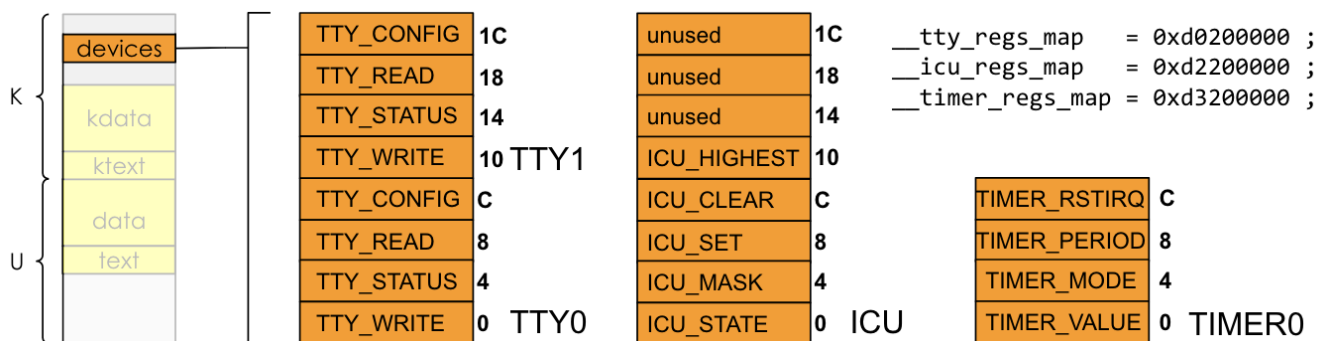 K
U
devices
kdata
ktext
data
text
TTY_CONFIG 1C
TTY_READ 18
TTY_STATUS 14
TTY_WRITE 10 TTY1
TTY_CONFIG C
TTY_READ 8
TTY_STATUS 4
TTY_WRITE 0 TTY0
unused 1C
unused 18
unused 14
ICU_HIGHEST 10
ICU_CLEAR C
ICU_SET 8
ICU_MASK 4
ICU_STATE 0 ICU
__tty_regs_map = 0xd0200000 ;
__icu_regs_map = 0xd2200000 ;
__timer_regs_map = 0xd3200000 ;
TIMER_RSTIRQ C
TIMER_PERIOD 8
TIMER_MODE 4
TIMER_VALUE 0 TIMER0